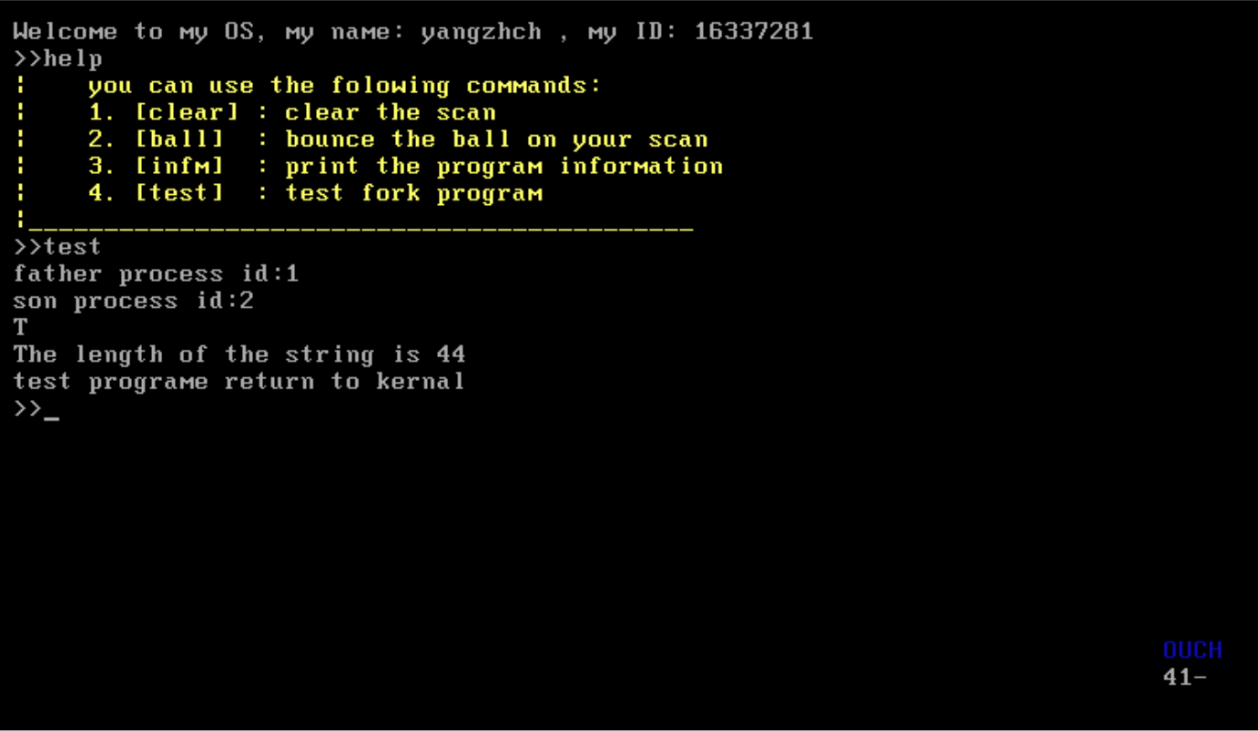 Welcome to my OS, my name: yangzhch , my ID: 16337281
>>help
¦    you can use the folowing commands:
¦    1. [clear] : clear the scan
¦    2. [ball]  : bounce the ball on your scan
¦    3. [infm]  : print the program information
¦    4. [test]  : test fork program
¦____________________________________________
>>test
father process id:1
son process id:2
T
The length of the string is 44
test programe return to kernal
>>_
OUCH
41-